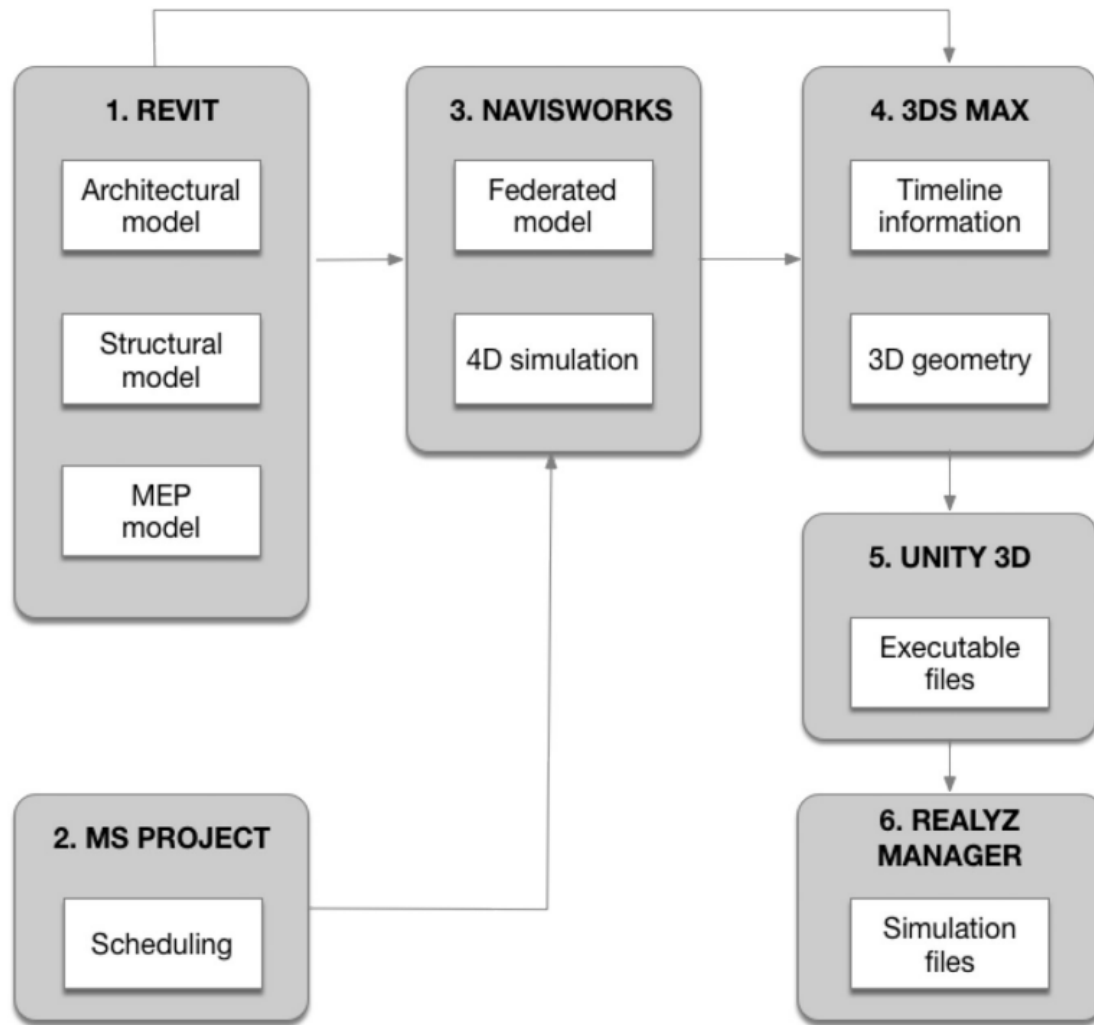 1. REVIT
Architectural
model
Structural
model
MEP
model
2. MS PROJECT
Scheduling
3. NAVISWORKS
Federated
model
4D simulation
4. 3DS MAX
Timeline
information
3D geometry
5. UNITY 3D
Executable
files
6. REALYZ
MANAGER
Simulation
files